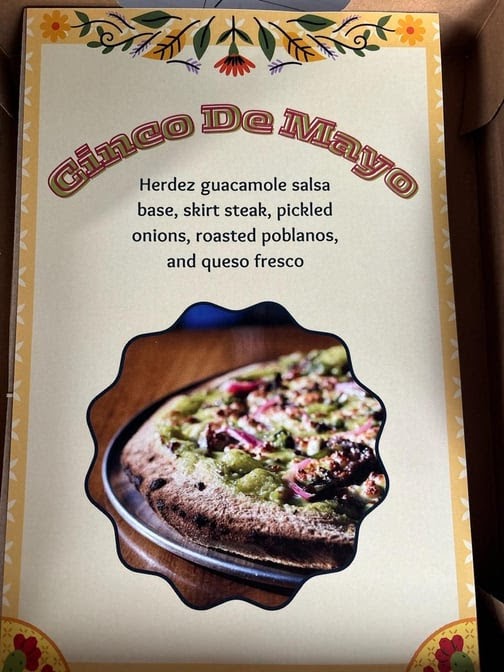 Cinco De Mayo
Herdez guacamole salsa
base, skirt steak, pickled
onions, roasted poblanos,
and queso fresco